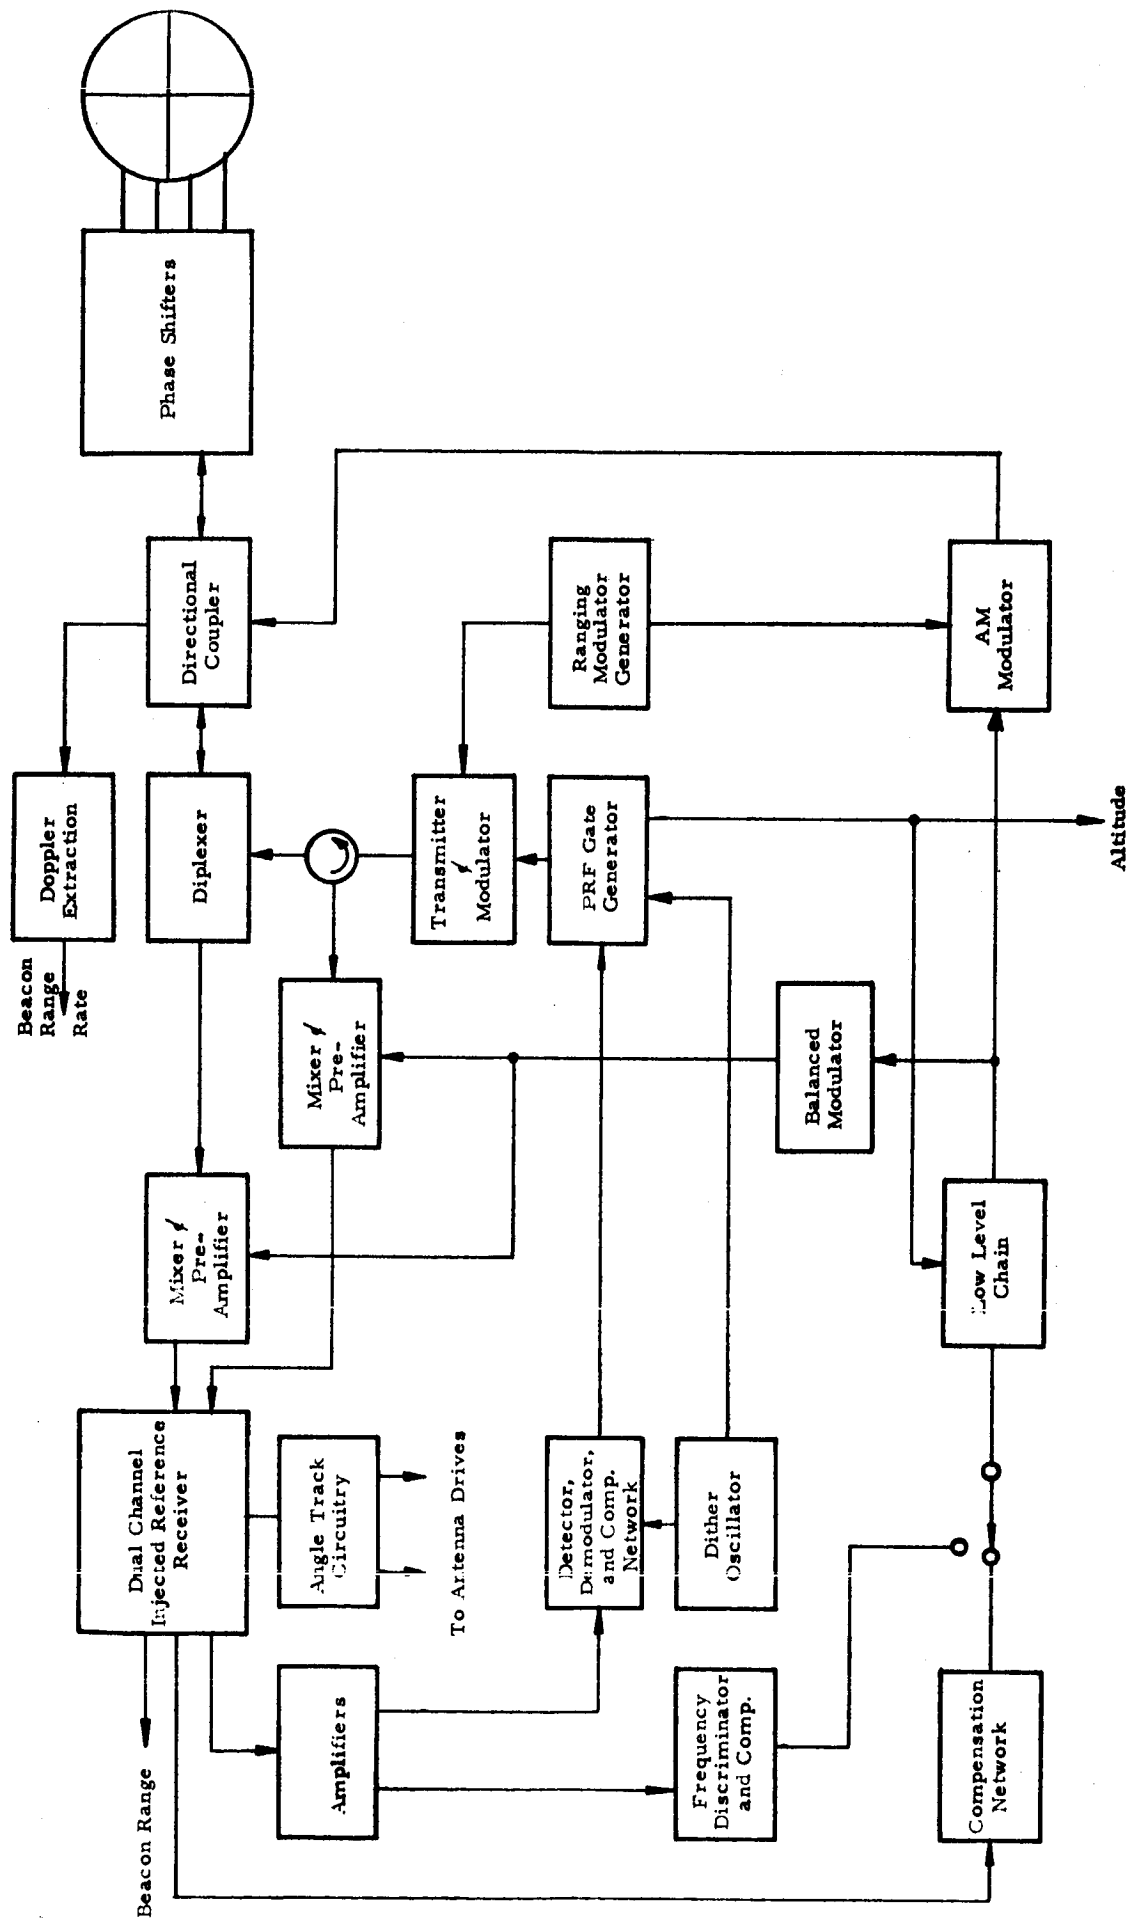 Beacon Range
Dual Channel
Injected Reference
Receiver
Mixer &
Pre-
Amplifier
Diplexer
Directional
Coupler
Phase Shifters
Doppler
Extraction
Beacon
Range
Rate
Amplifiers
Angle Track
Circuitry
To Antenna Drives
Mixer &
Pre-
Amplifier
Transmitter
&
Modulator
Ranging
Modulator
Generator
Detector,
Demodulator,
and Comp.
Network
PRF Gate
Generator
Frequency
Discriminator
and Comp.
Dither
Oscillator
Balanced
Modulator
Compensation
Network
Low Level
Chain
AM
Modulator
Altitude